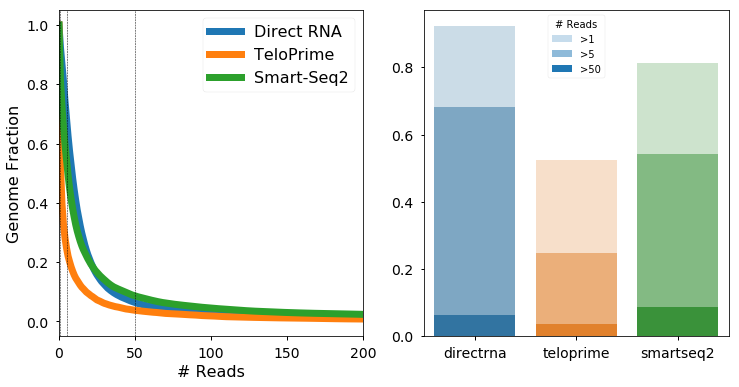 Genome Fraction
1.0
0.8
0.6
0.4
0.2
0.0
0
50
100
150
200
# Reads
Direct RNA
TeloPrime
Smart-Seq2
0.8
0.6
0.4
0.2
0.0
directrna
teloprime
smartseq2
# Reads
>1
>5
>50